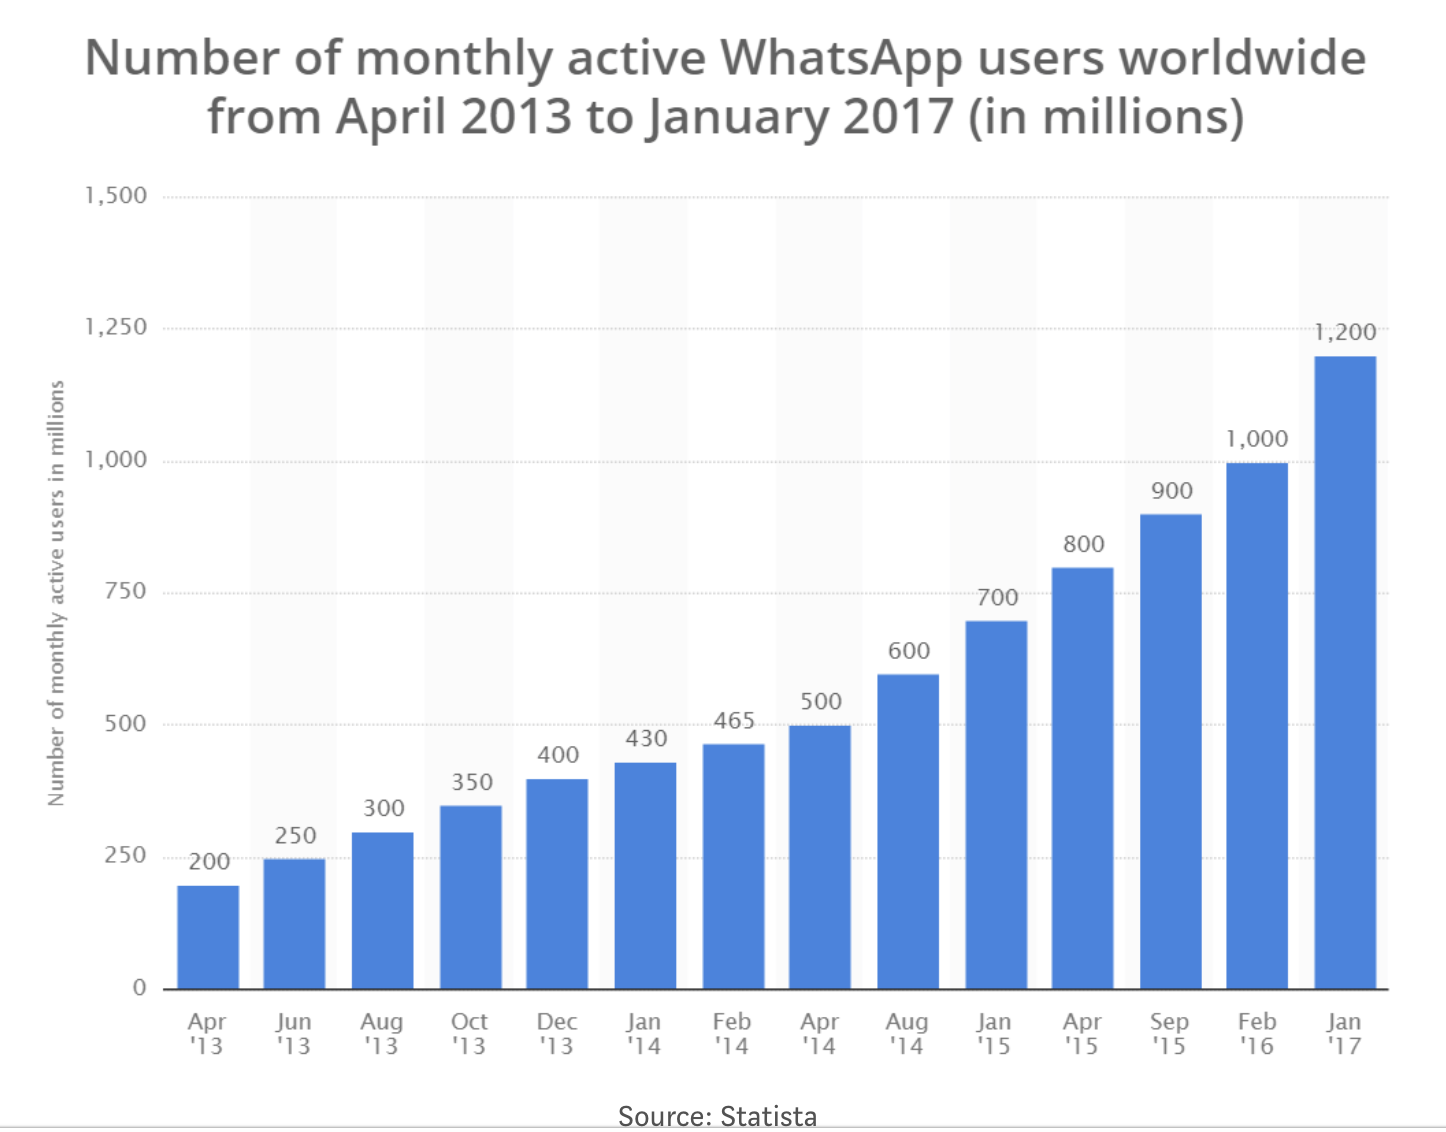 Number of monthly active WhatsApp users worldwide
from April 2013 to January 2017 (in millions)
1,500
1,250
1,000
750
500
250
0
Number of monthly active users in millions
200
250
300
350
400
430
465
500
600
700
800
900
1,000
1,200
Apr '13
Jun '13
Aug '13
Oct '13
Dec '13
Jan '14
Feb '14
Apr '14
Aug '14
Jan '15
Apr '15
Sep '15
Feb '16
Jan '17
Source: Statista